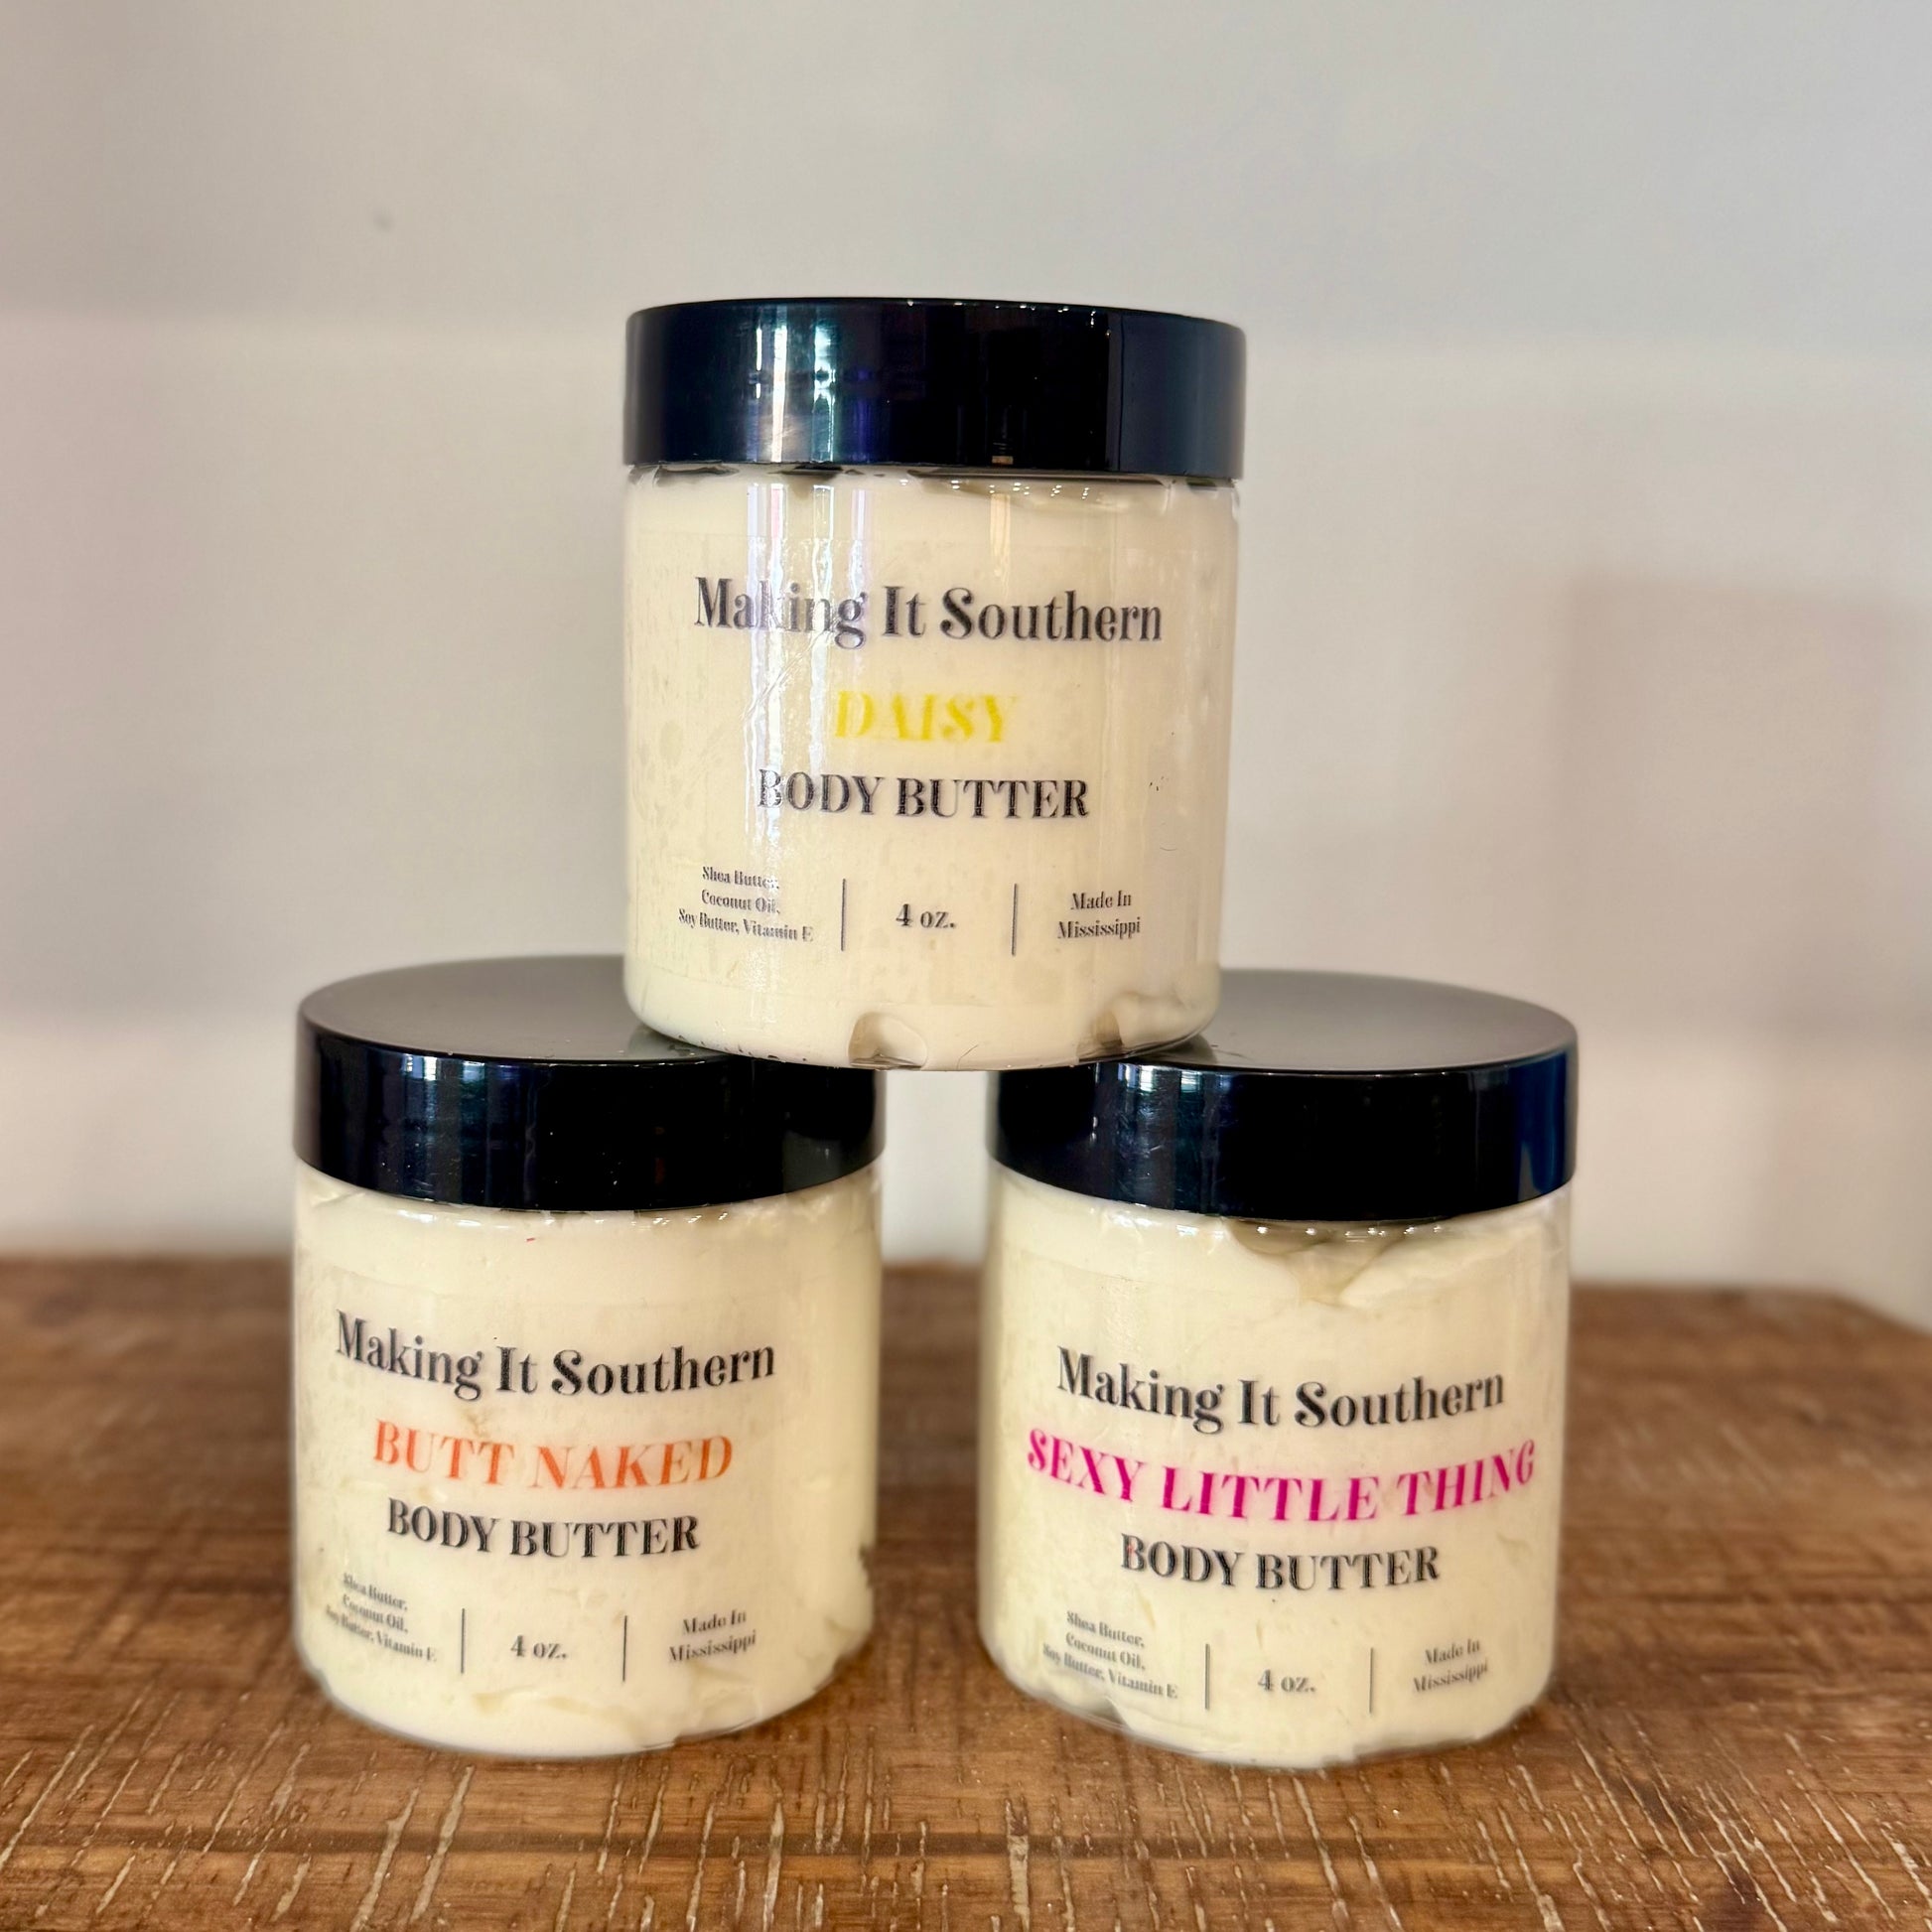 Making It Southern
DAISY
BODY BUTTER
Shea Butter,
Coconut Oil,
Soy Butter, Vitamin E
4 oz.
Made In
Mississippi
Making It Southern
BUTT NAKED
BODY BUTTER
Shea Butter,
Coconut Oil,
Soy Butter, Vitamin E
4 oz.
Made In
Mississippi
Making It Southern
SEXY LITTLE THING
BODY BUTTER
Shea Butter,
Coconut Oil,
Soy Butter, Vitamin E
4 oz.
Made In
Mississippi